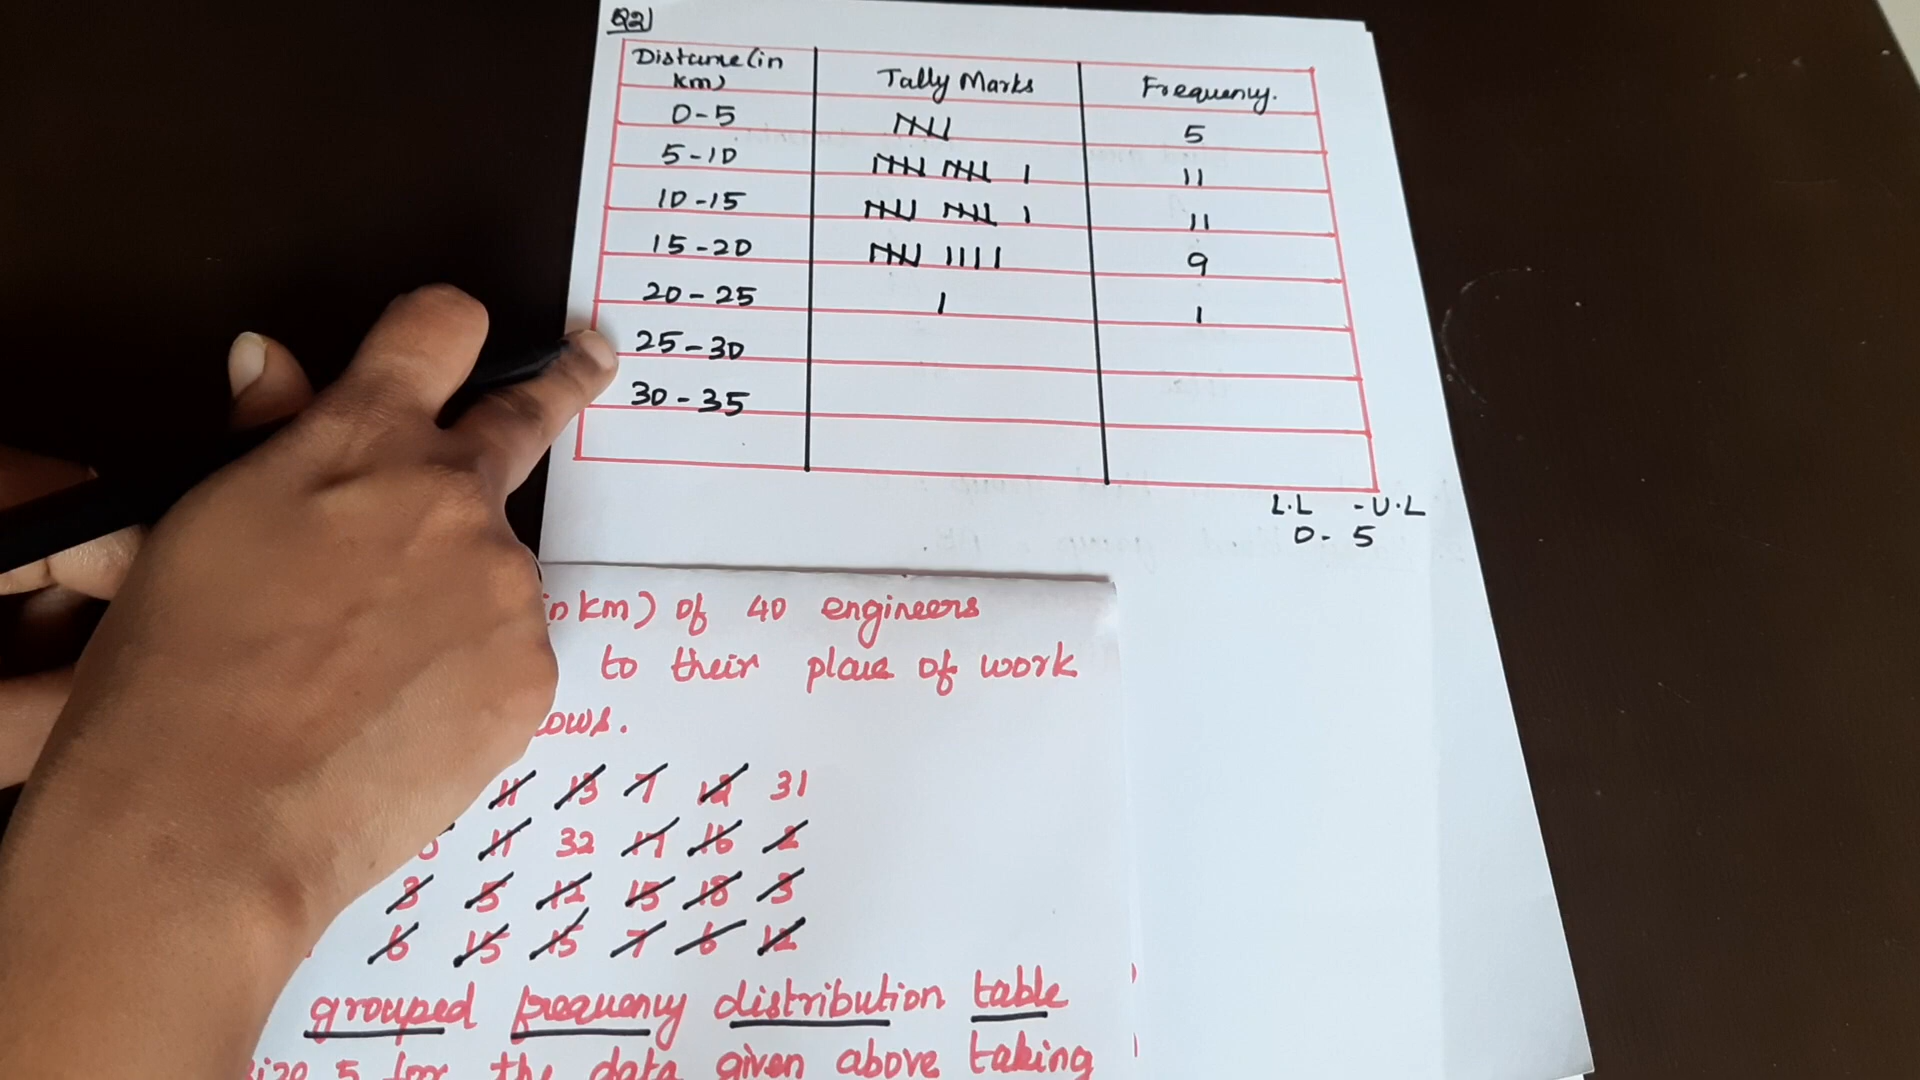 Q2)
Distance (in km) Tally Marks Frequency.
0-5 5
5-10 11
10-15 11
15-20 9
20-25 1
25-30
30-35
L.L - U.L
0 - 5
in km) of 40 engineers
to their place of work
ows.
11 13 7 12 31
11 32 17 16 2
8 5 12 15 18 3
6 15 15 7 6 12
grouped frequency distribution table
size 5 for the data given above taking